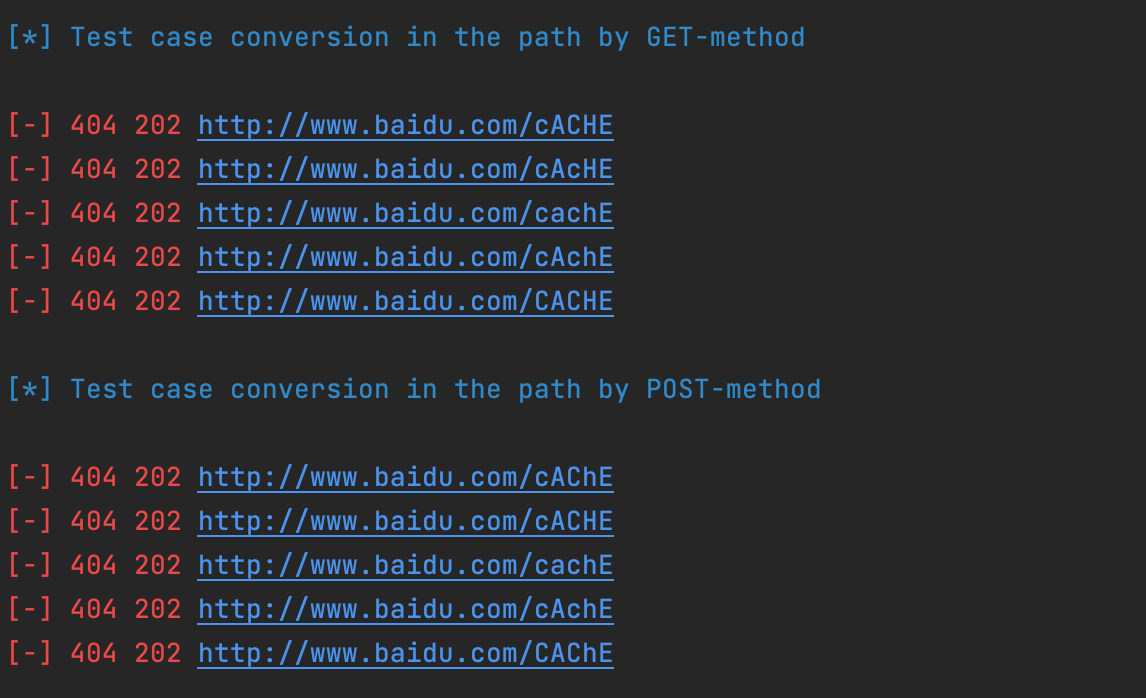 [*] Test case conversion in the path by GET-method
[-] 404 202 http://www.baidu.com/cACHE
[-] 404 202 http://www.baidu.com/cAcHE
[-] 404 202 http://www.baidu.com/cachE
[-] 404 202 http://www.baidu.com/cAchE
[-] 404 202 http://www.baidu.com/CACHE
[*] Test case conversion in the path by POST-method
[-] 404 202 http://www.baidu.com/cAChE
[-] 404 202 http://www.baidu.com/cACHE
[-] 404 202 http://www.baidu.com/cachE
[-] 404 202 http://www.baidu.com/cAchE
[-] 404 202 http://www.baidu.com/CAChE